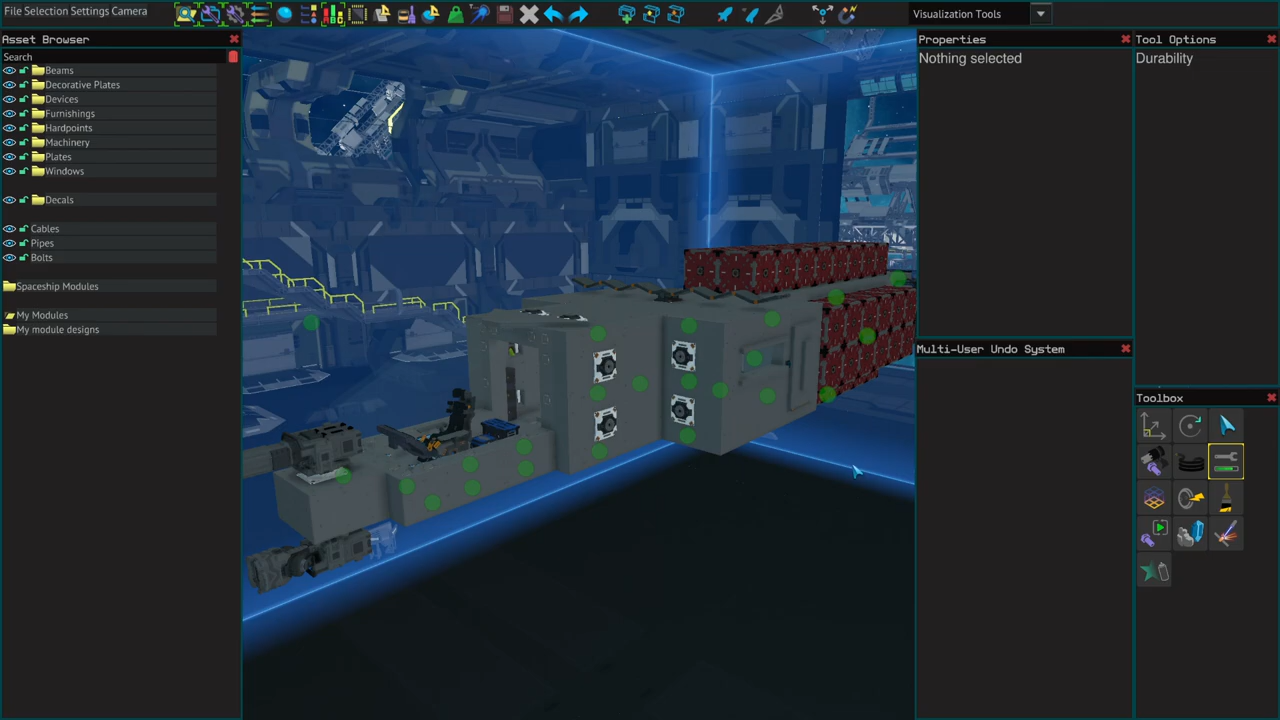 File Selection Settings Camera
Visualization Tools
Asset Browser
Search
Beams
Decorative Plates
Devices
Furnishings
Hardpoints
Machinery
Plates
Windows
Decals
Cables
Pipes
Bolts
Spaceship Modules
My Modules
My module designs
Properties
Nothing selected
Tool Options
Durability
Multi-User Undo System
Toolbox